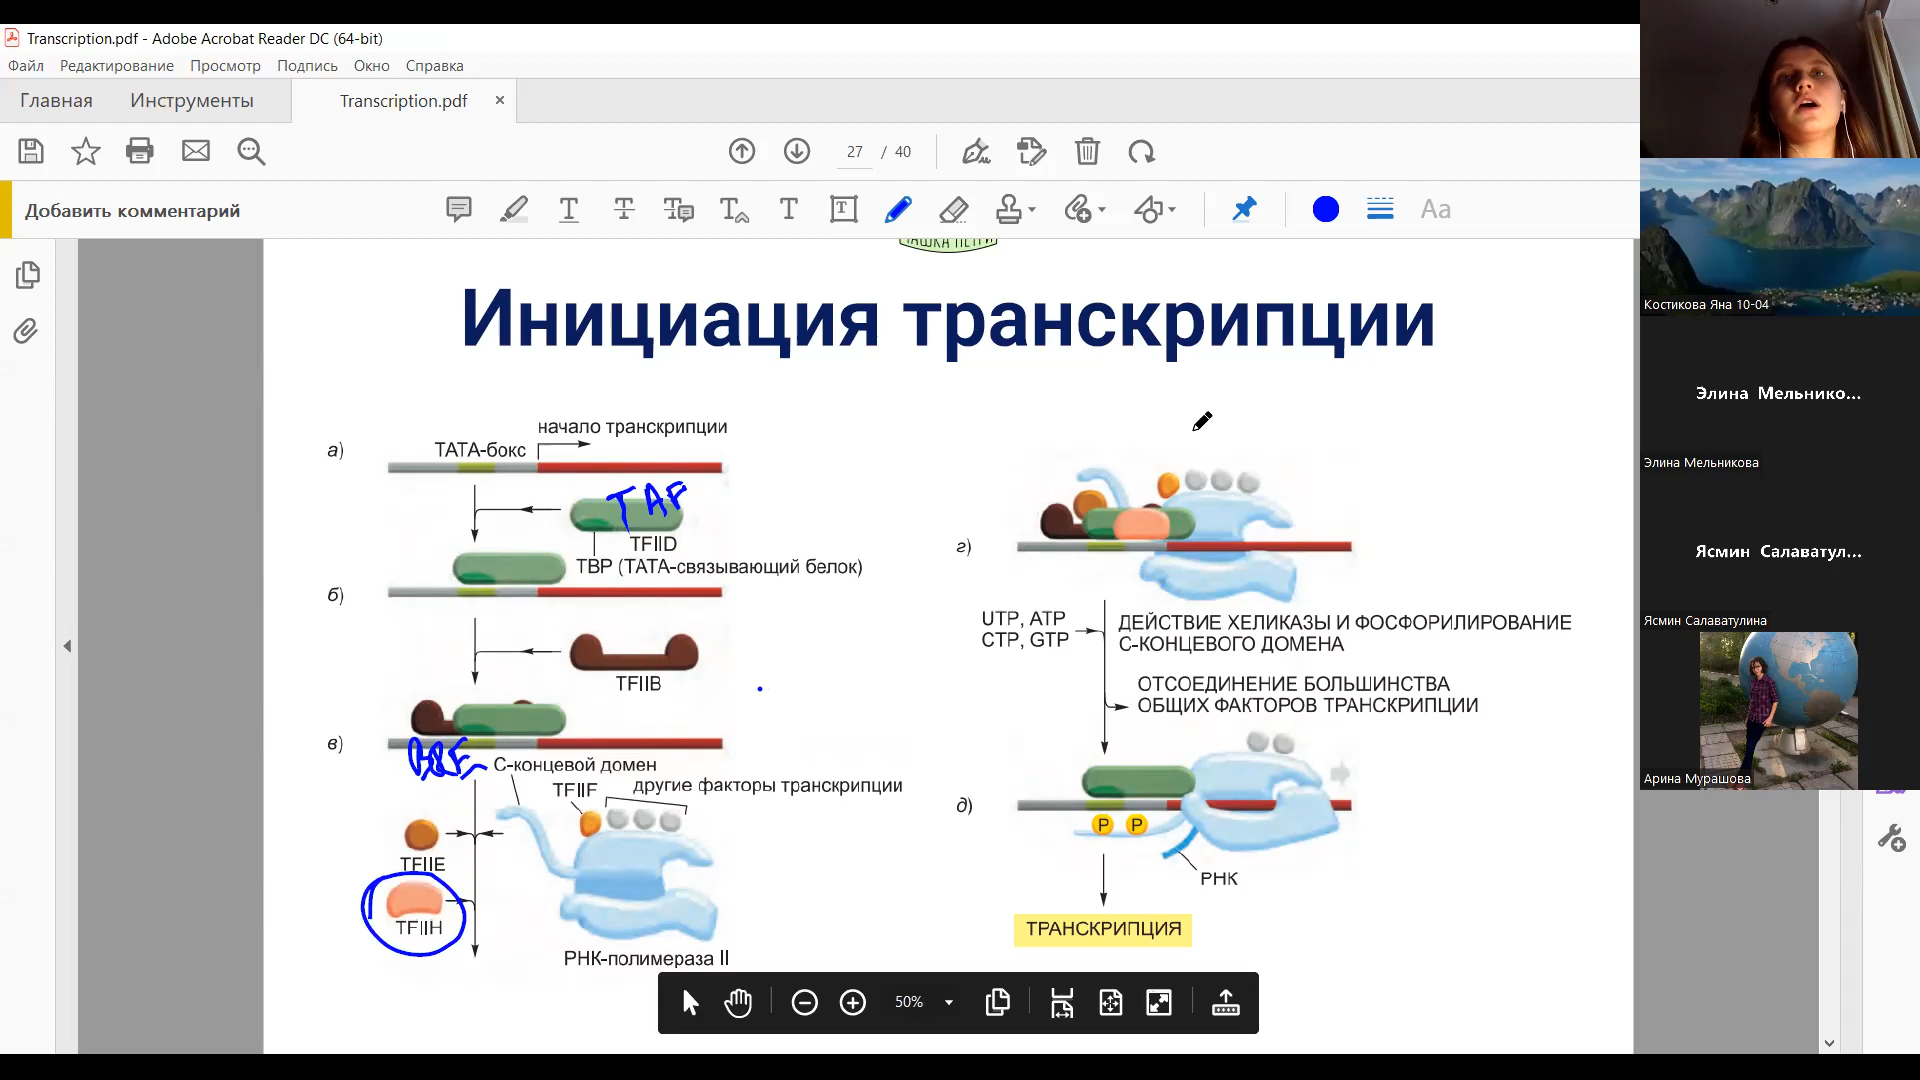 Transcription.pdf - Adobe Acrobat Reader DC (64-bit)
Файл Редактирование Просмотр Подпись Окно Справка
Главная Инструменты Transcription.pdf ×
27 / 40
Добавить комментарий
Aa
ЧАШКА ПЕТРИ
Инициация транскрипции
начало транскрипции
а) ТАТА-бокс
TAF
TFIID
TBP (ТАТА-связывающий белок)
б)
TFIIB
в)
BRE
С-концевой домен
TFIIF другие факторы транскрипции
TFIIE
TFIIH
РНК-полимераза II
г)
UTP, ATP
CTP, GTP
ДЕЙСТВИЕ ХЕЛИКАЗЫ И ФОСФОРИЛИРОВАНИЕ
С-КОНЦЕВОГО ДОМЕНА
ОТСОЕДИНЕНИЕ БОЛЬШИНСТВА
ОБЩИХ ФАКТОРОВ ТРАНСКРИПЦИИ
д)
P P
РНК
ТРАНСКРИПЦИЯ
50%
Костикова Яна 10-04
Элина Мельнико...
Элина Мельникова
Ясмин Салаватул...
Ясмин Салаватулина
Арина Мурашова